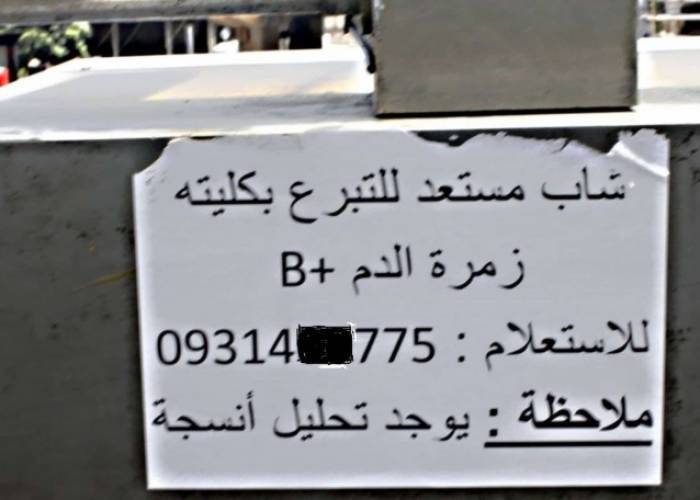 شاب مستعد للتبرع بكليته
زمرة الدم +B
للاستعلام : 09314 775
ملاحظة : يوجد تحليل أنسجة